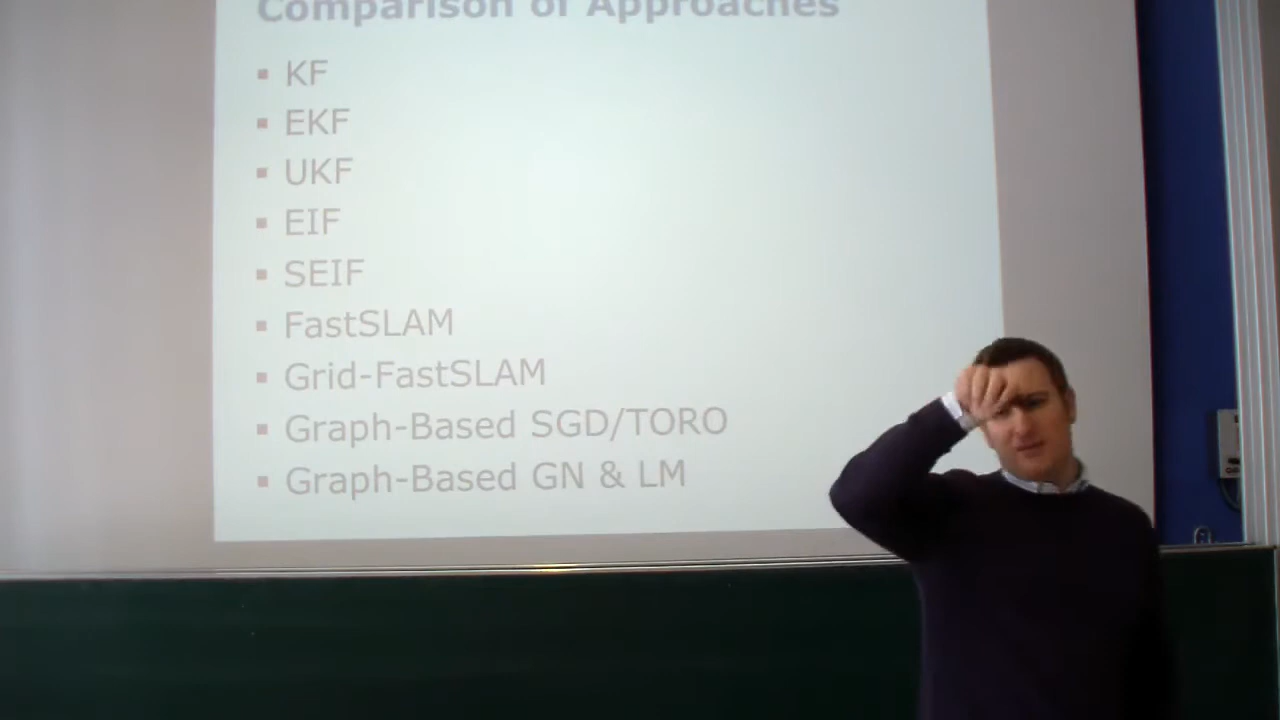 Comparison of Approaches
▪ KF
▪ EKF
▪ UKF
▪ EIF
▪ SEIF
▪ FastSLAM
▪ Grid-FastSLAM
▪ Graph-Based SGD/TORO
▪ Graph-Based GN & LM